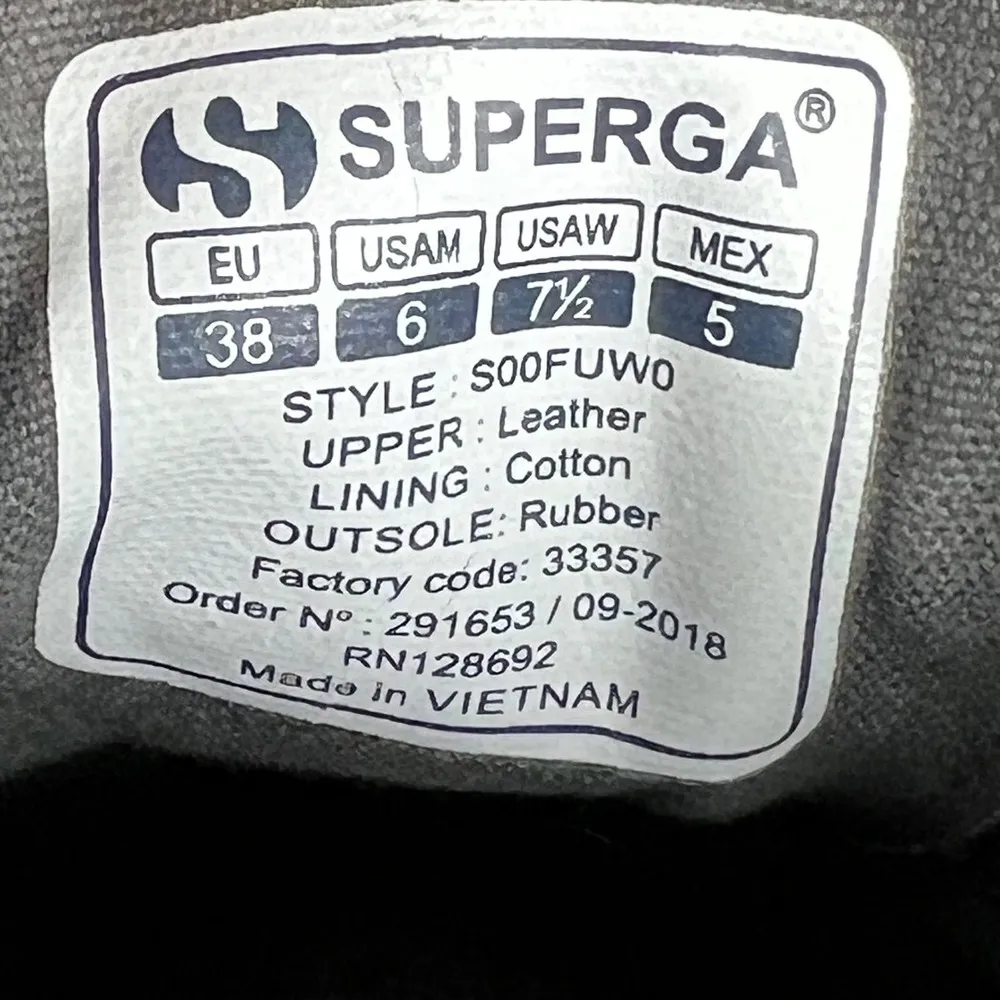 SUPERGA®
EU USAM USAW MEX
38 6 7½ 5
STYLE : S00FUW0
UPPER : Leather
LINING : Cotton
OUTSOLE: Rubber
Factory code: 33357
Order Nº : 291653 / 09-2018
RN128692
Made in VIETNAM